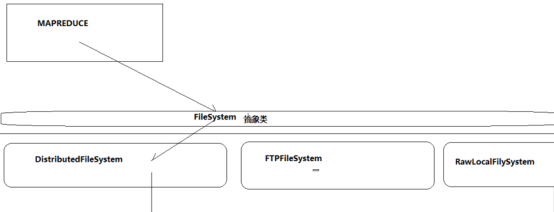 MAPREDUCE
FileSystem 抽象类
DistributedFileSystem
FTPFileSystem
RawLocalFilySystem